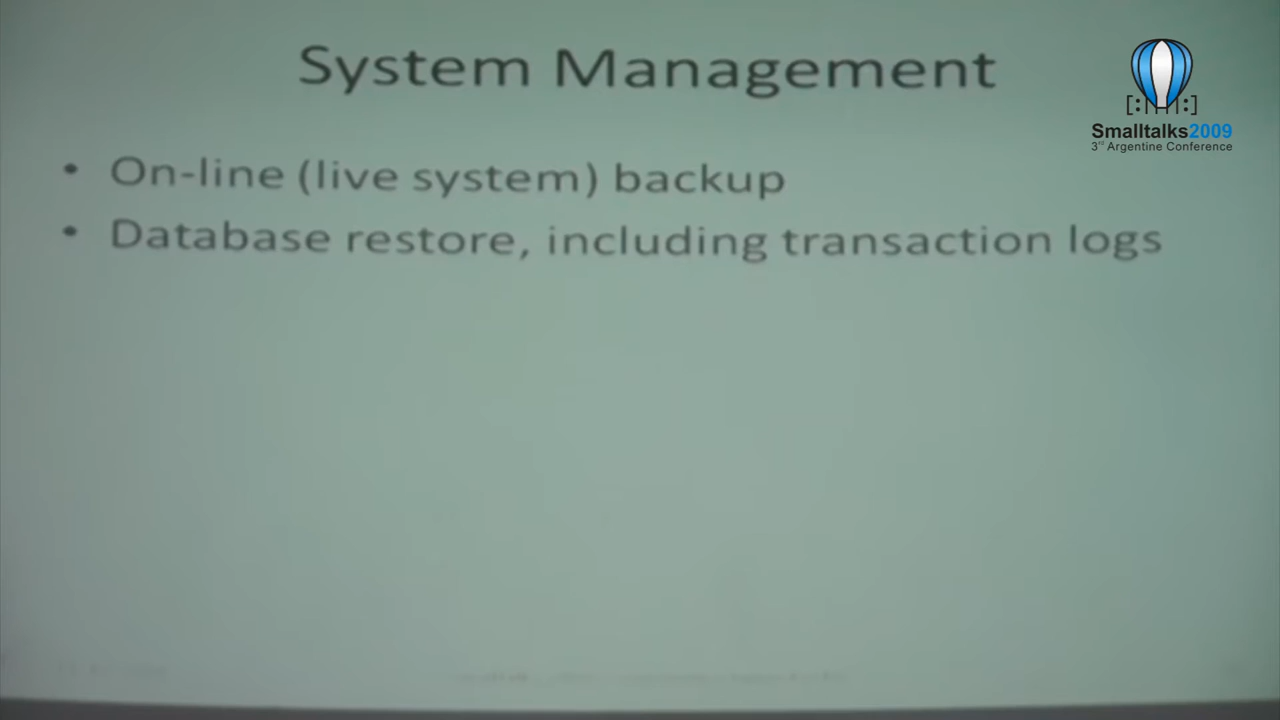 System Management
• On-line (live system) backup
• Database restore, including transaction logs
[:|||:]
Smalltalks2009
3rd Argentine Conference